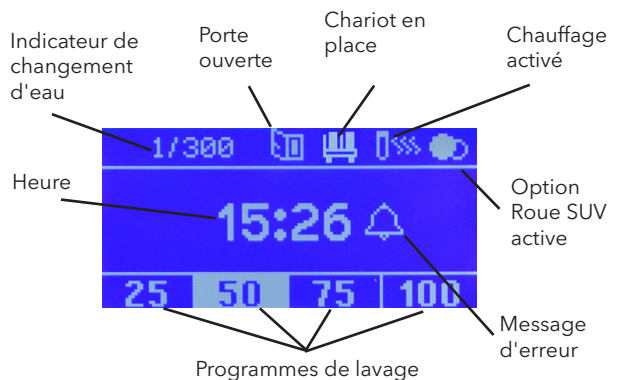 Indicateur de
changement
d'eau
Porte
ouverte
Chariot en
place
Chauffage
activé
1/300
Heure
15:26
Option
Roue SUV
active
25 50 75 100
Message
d'erreur
Programmes de lavage